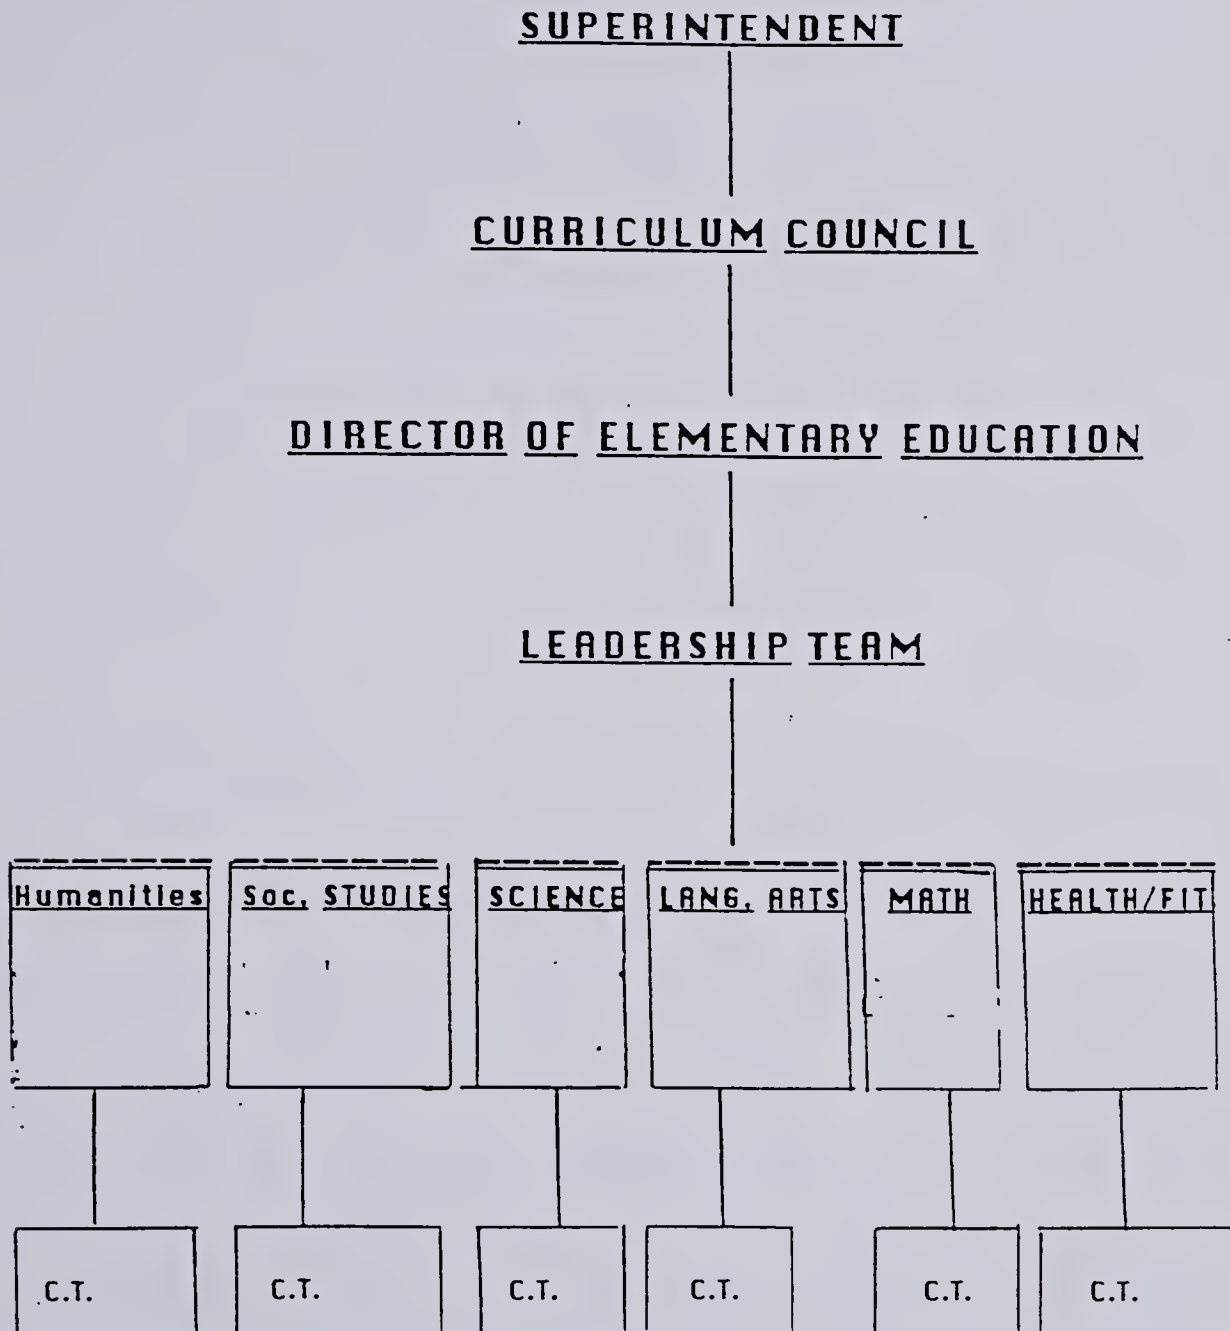 SUPERINTENDENT
CURRICULUM COUNCIL
DIRECTOR OF ELEMENTARY EDUCATION
LEADERSHIP TEAM
Humanities Soc, STUDIES SCIENCE LANG, ARTS MATH HEALTH/FIT
C.T. C.T. C.T. C.T. C.T. C.T.